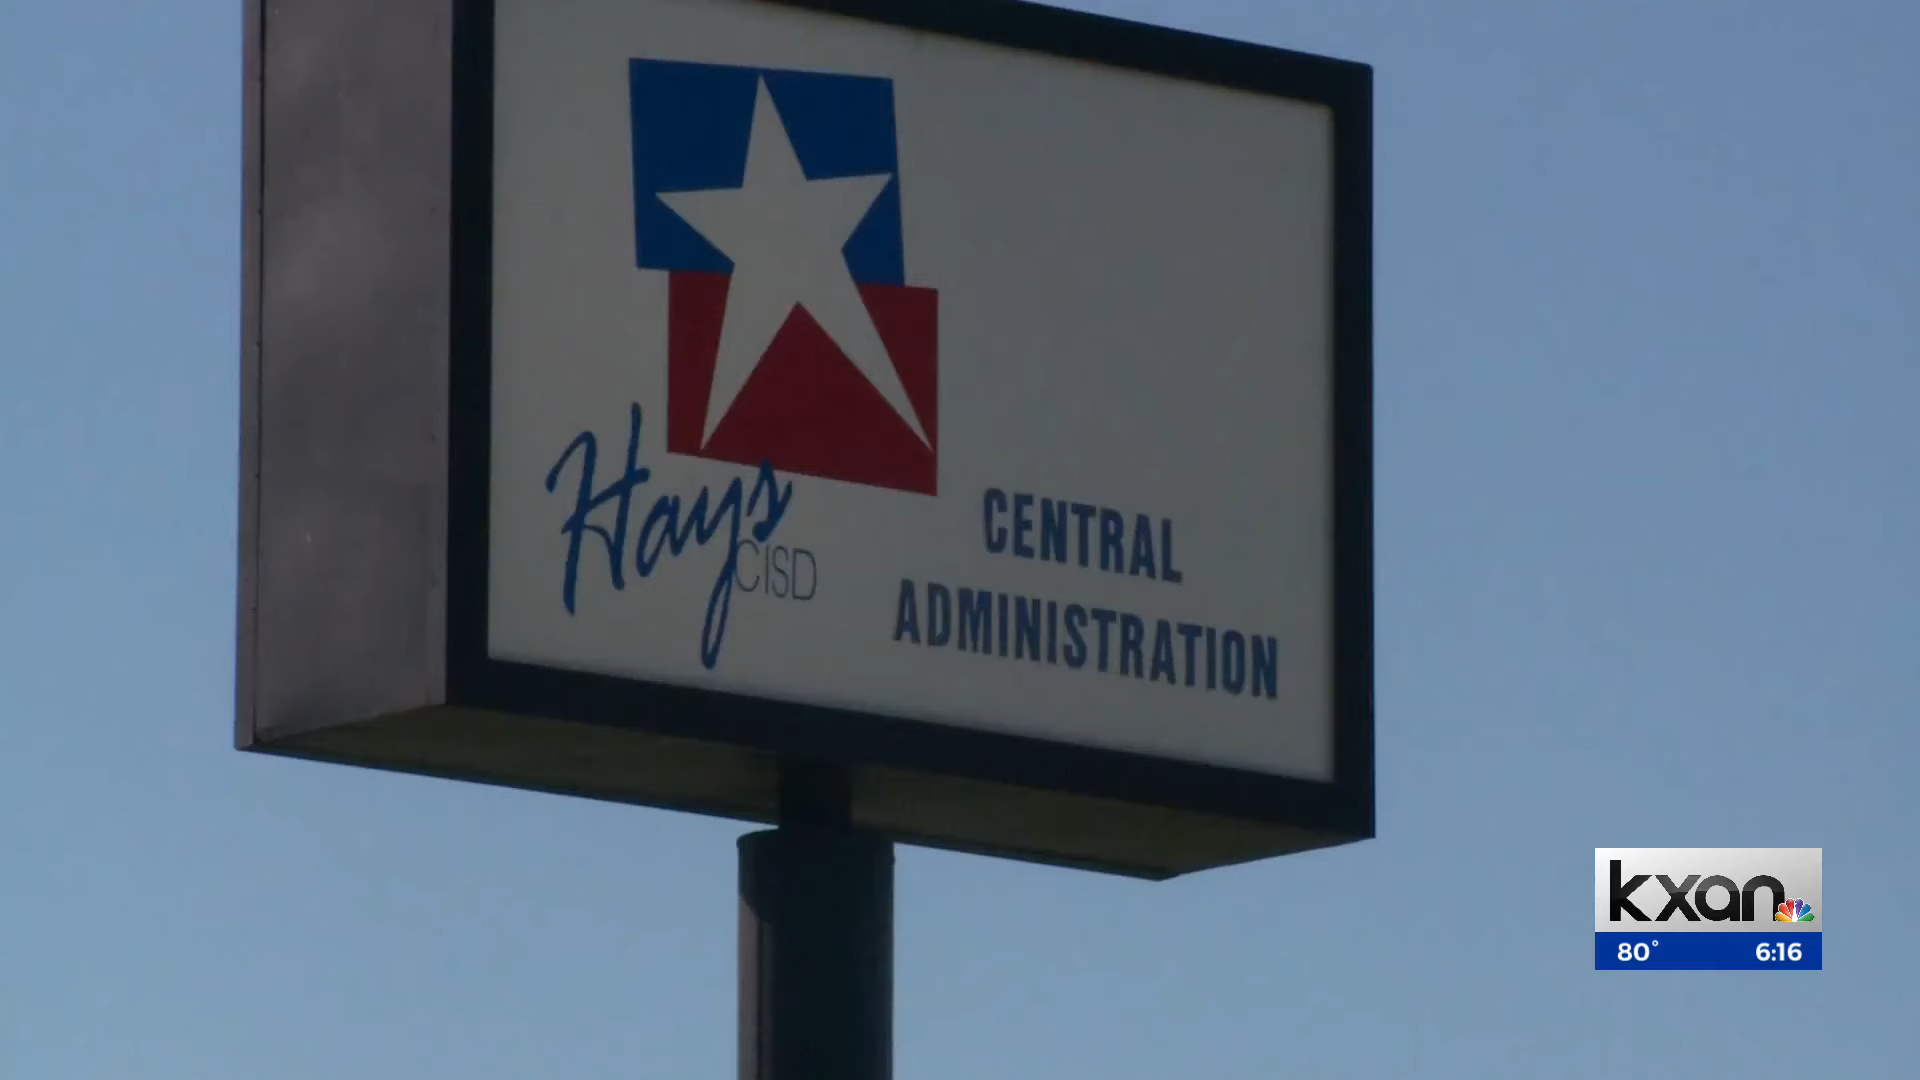 Hays
CISD
CENTRAL
ADMINISTRATION
kxan
80° 6:16